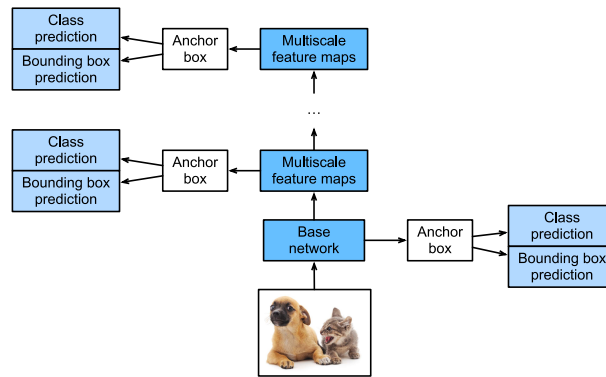 Class
prediction
Bounding box
prediction
Anchor
box
Multiscale
feature maps
...
Class
prediction
Bounding box
prediction
Anchor
box
Multiscale
feature maps
Base
network
Anchor
box
Class
prediction
Bounding box
prediction